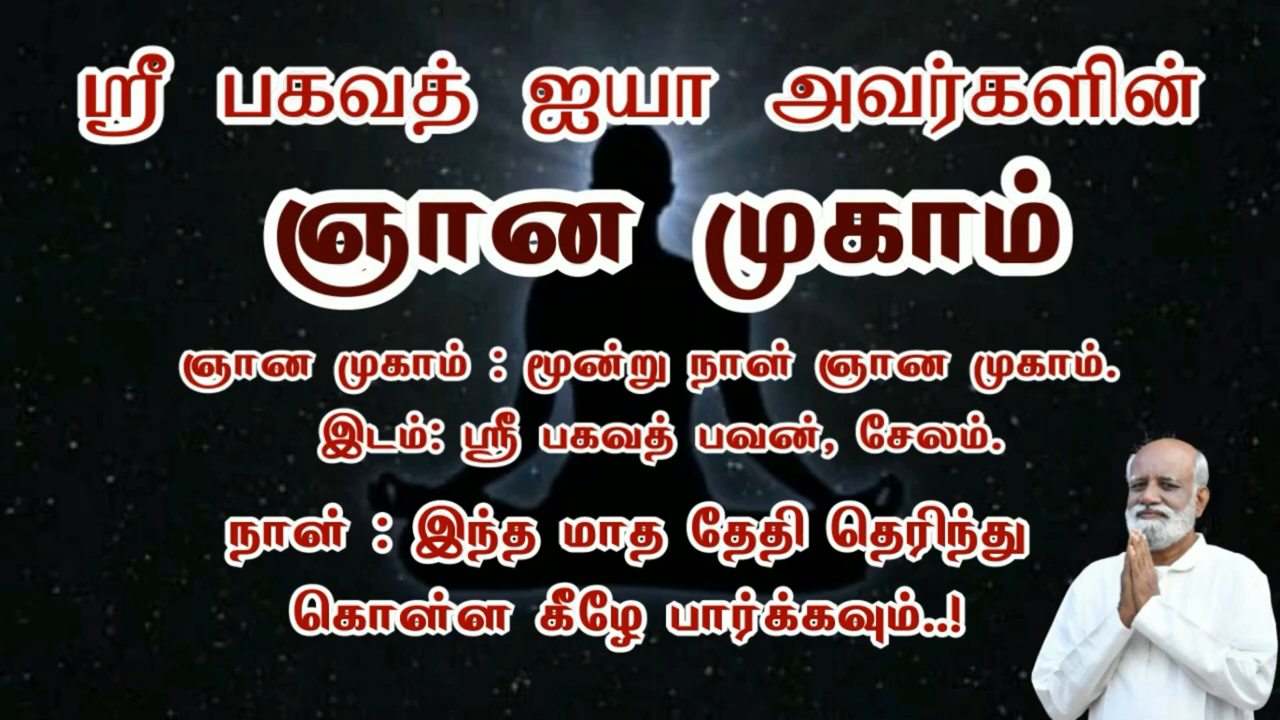 ஸ்ரீ பகவத் ஐயா அவர்களின்
ஞான முகாம்
ஞான முகாம் : மூன்று நாள் ஞான முகாம்.
இடம்: ஸ்ரீ பகவத் பவன், சேலம்.
நாள் : இந்த மாத தேதி தெரிந்து
கொள்ள கீழே பார்க்கவும்..!